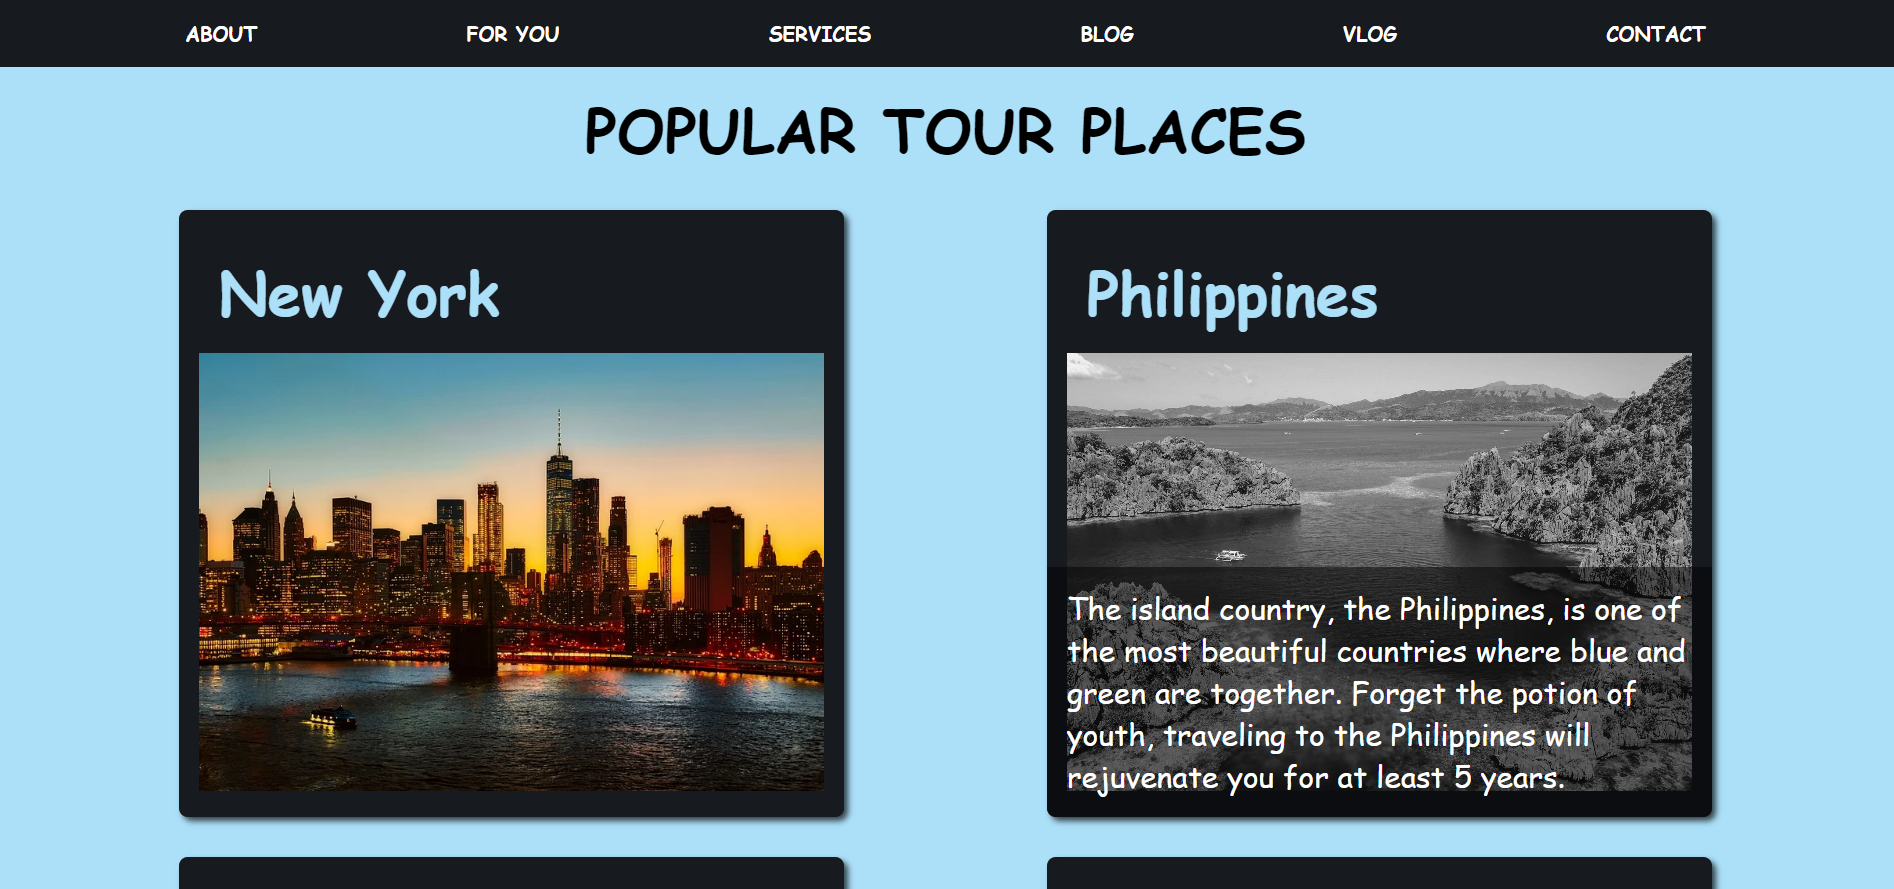 ABOUT FOR YOU SERVICES BLOG VLOG CONTACT
POPULAR TOUR PLACES
New York
Philippines
The island country, the Philippines, is one of
the most beautiful countries where blue and
green are together. Forget the potion of
youth, traveling to the Philippines will
rejuvenate you for at least 5 years.